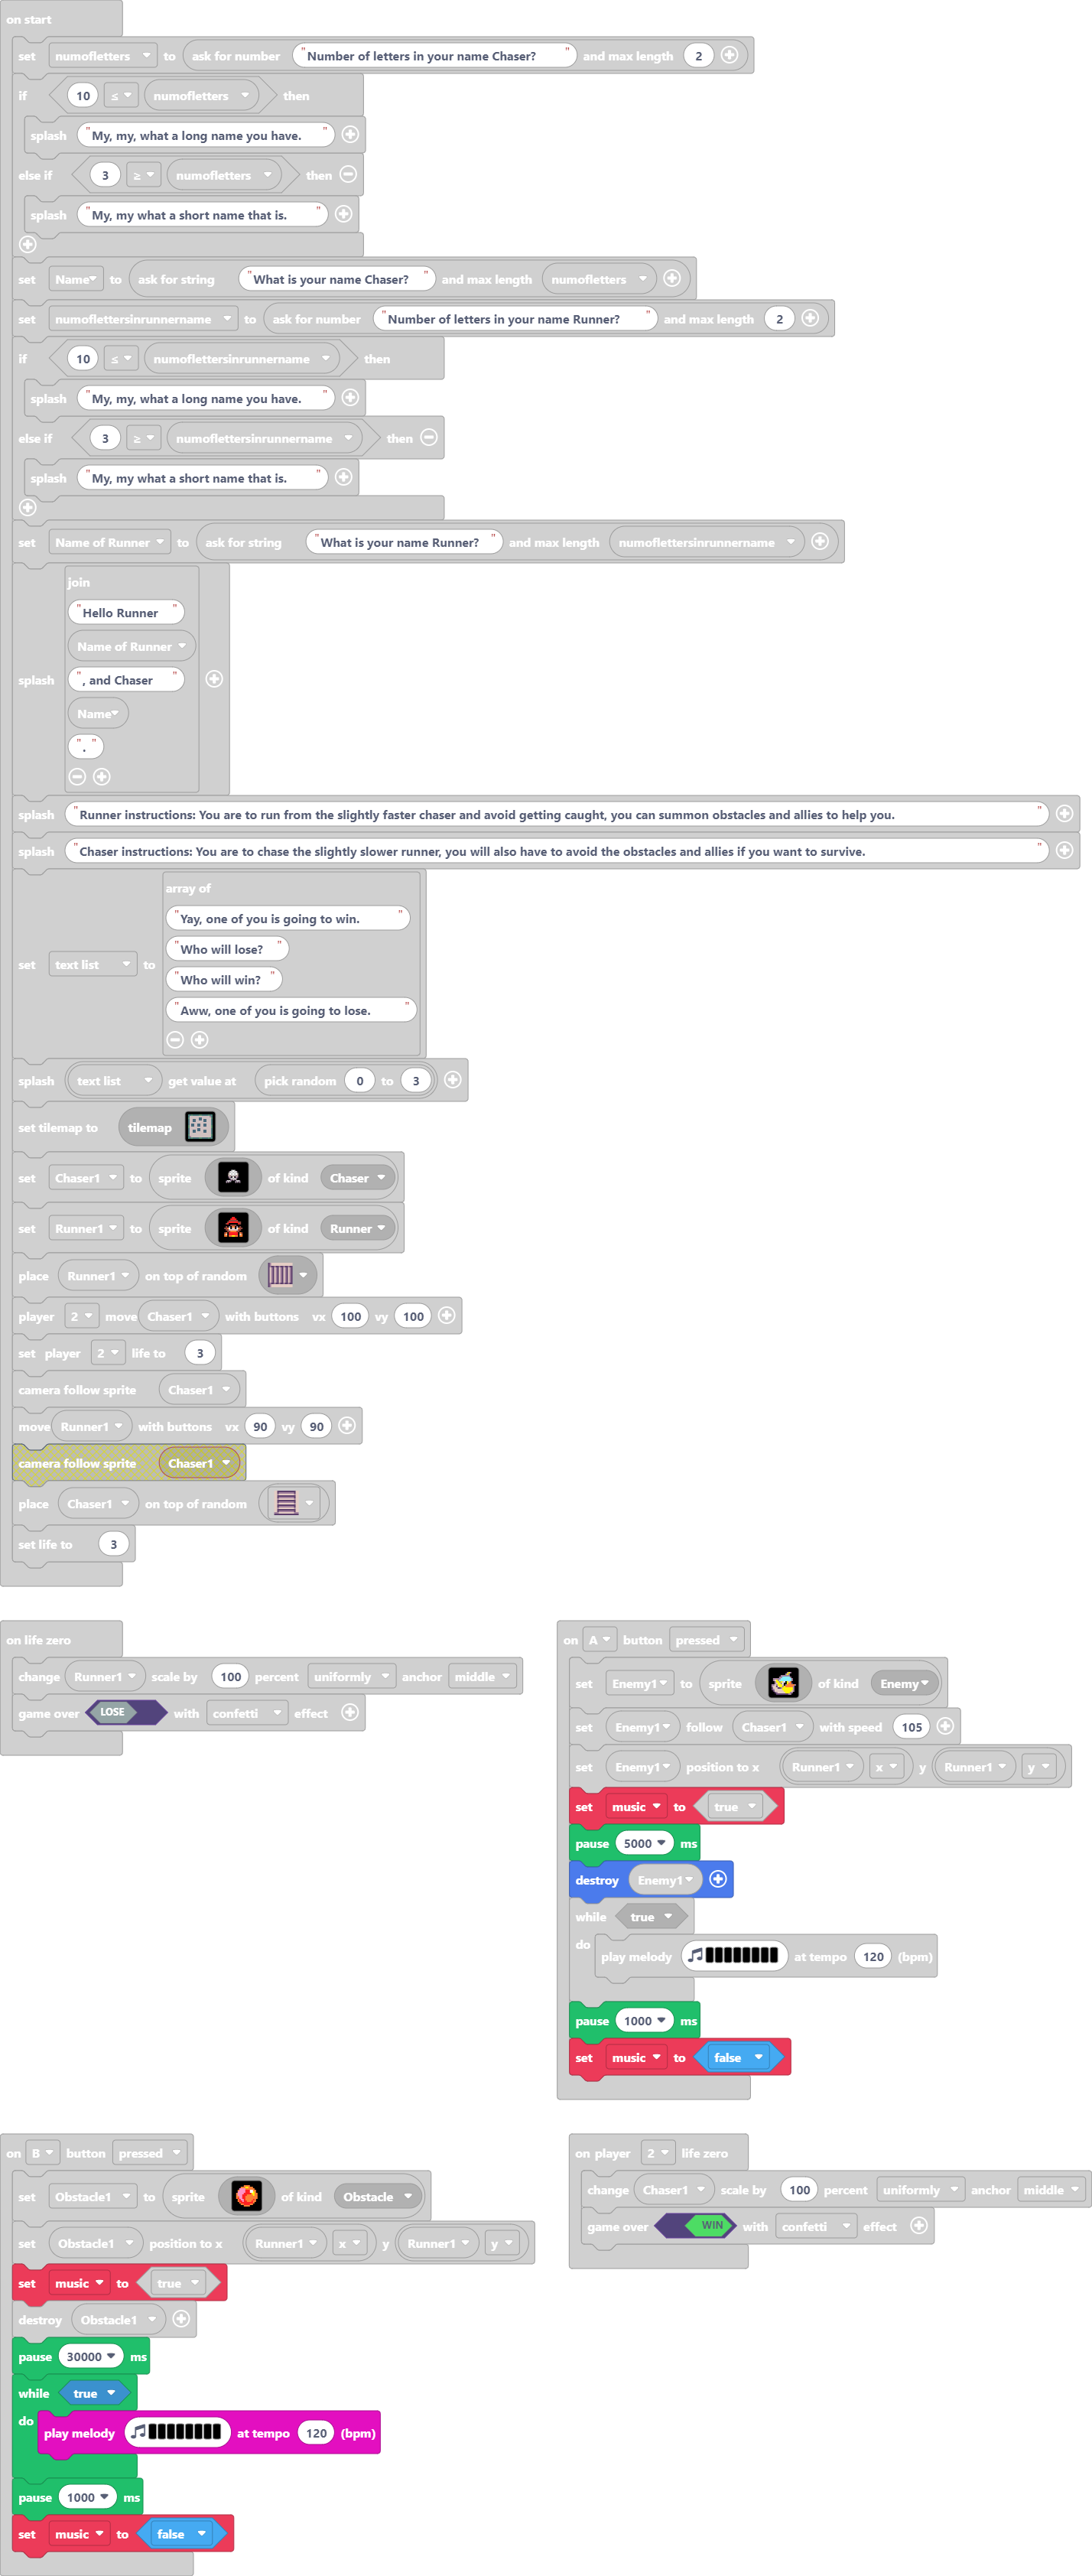 on start
set numofletters to ask for number "Number of letters in your name Chaser?" and max length 2
if 10 ≤ numofletters then
splash "My, my, what a long name you have."
else if 3 ≥ numofletters then
splash "My, my what a short name that is."
set Name to ask for string "What is your name Chaser?" and max length numofletters
set numoflettersinrunnername to ask for number "Number of letters in your name Runner?" and max length 2
if 10 ≤ numoflettersinrunnername then
splash "My, my, what a long name you have."
else if 3 ≥ numoflettersinrunnername then
splash "My, my what a short name that is."
set Name of Runner to ask for string "What is your name Runner?" and max length numoflettersinrunnername
join
"Hello Runner "
Name of Runner
splash ", and Chaser "
Name
"."
splash "Runner instructions: You are to run from the slightly faster chaser and avoid getting caught, you can summon obstacles and allies to help you."
splash "Chaser instructions: You are to chase the slightly slower runner, you will also have to avoid the obstacles and allies if you want to survive."
array of
"Yay, one of you is going to win."
"Who will lose?"
set text list to
"Who will win?"
"Aww, one of you is going to lose."
splash text list get value at pick random 0 to 3
set tilemap to tilemap
set Chaser1 to sprite of kind Chaser
set Runner1 to sprite of kind Runner
place Runner1 on top of random
player 2 move Chaser1 with buttons vx 100 vy 100
set player 2 life to 3
camera follow sprite Chaser1
move Runner1 with buttons vx 90 vy 90
camera follow sprite Chaser1
place Chaser1 on top of random
set life to 3
on life zero
change Runner1 scale by 100 percent uniformly anchor middle
game over LOSE with confetti effect
on A button pressed
set Enemy1 to sprite of kind Enemy
set Enemy1 follow Chaser1 with speed 105
set Enemy1 position to x Runner1 x y Runner1 y
set music to true
pause 5000 ms
destroy Enemy1
while true
do play melody at tempo 120 (bpm)
pause 1000 ms
set music to false
on B button pressed
set Obstacle1 to sprite of kind Obstacle
set Obstacle1 position to x Runner1 x y Runner1 y
set music to true
destroy Obstacle1
pause 30000 ms
while true
do play melody at tempo 120 (bpm)
pause 1000 ms
set music to false
on player 2 life zero
change Chaser1 scale by 100 percent uniformly anchor middle
game over WIN with confetti effect